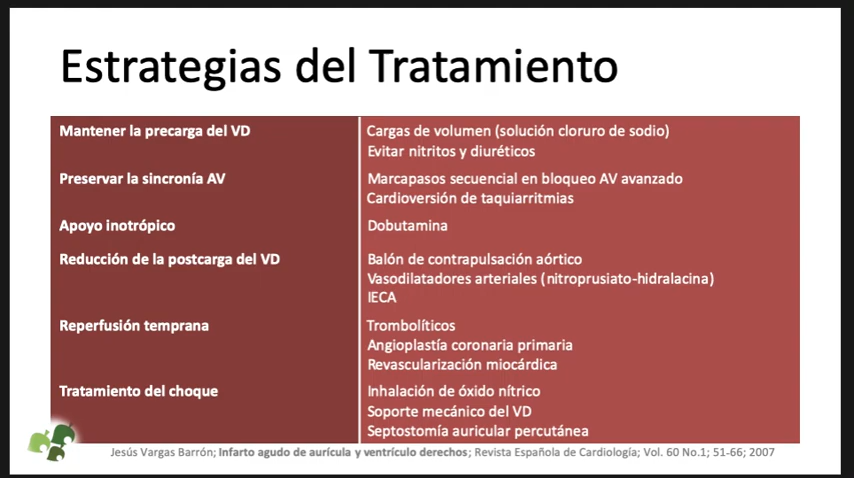 Estrategias del Tratamiento
Mantener la precarga del VD
Cargas de volumen (solución cloruro de sodio)
Evitar nitritos y diuréticos
Preservar la sincronía AV
Marcapasos secuencial en bloqueo AV avanzado
Cardioversión de taquiarritmias
Apoyo inotrópico
Dobutamina
Reducción de la postcarga del VD
Balón de contrapulsación aórtico
Vasodilatadores arteriales (nitroprusiato-hidralacina)
IECA
Reperfusión temprana
Trombolíticos
Angioplastía coronaria primaria
Revascularización miocárdica
Tratamiento del choque
Inhalación de óxido nítrico
Soporte mecánico del VD
Septostomía auricular percutánea
Jesús Vargas Barrón; Infarto agudo de aurícula y ventrículo derechos; Revista Española de Cardiología; Vol. 60 No.1; 51-66; 2007